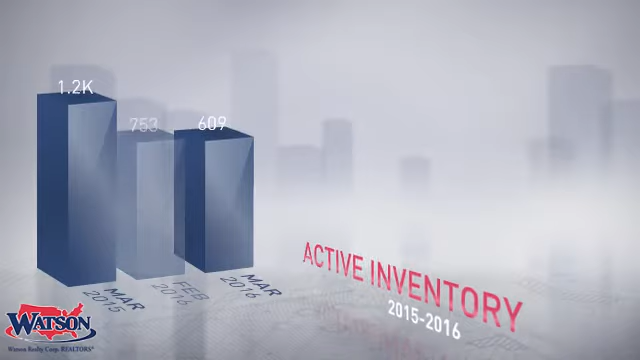 1.2K
753
609
MAR
2015
FEB
2016
MAR
2016
ACTIVE INVENTORY
2015-2016
WATSON
Watson Realty Corp. REALTORS®